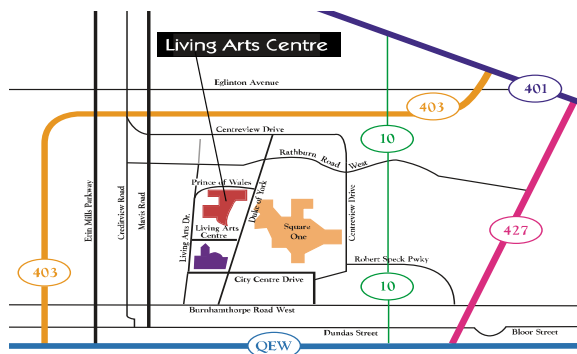 Living Arts Centre
Eglinton Avenue
401
403
Centreview Drive
10
Rathburn Road West
Prince of Wales
Erin Mills Parkway
Creditview Road
Mavis Road
Living Arts Dr.
Duke of York
Centreview Drive
Square
One
Living Arts
Centre
427
403
Robert Speck Pwky
City Centre Drive
10
Burnhamthorpe Road West
Dundas Street
Bloor Street
QEW